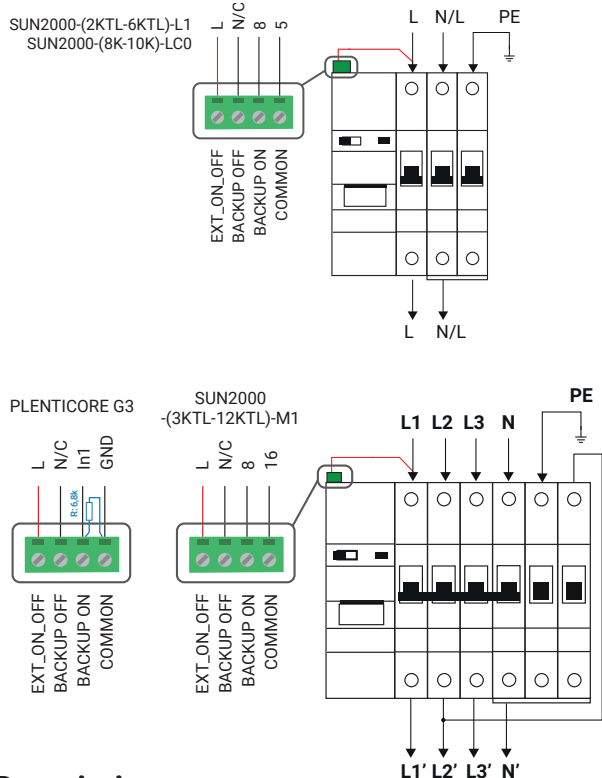 SUN2000-(2KTL-6KTL)-L1
SUN2000-(8K-10K)-LC0
L
N/C
8
5
EXT_ON_OFF
BACKUP OFF
BACKUP ON
COMMON
L N/L PE
L N/L
PLENTICORE G3
L
N/C
In1
GND
R: 6,8k
EXT_ON_OFF
BACKUP OFF
BACKUP ON
COMMON
SUN2000
-(3KTL-12KTL)-M1
L
N/C
8
16
EXT_ON_OFF
BACKUP OFF
BACKUP ON
COMMON
PE
L1 L2 L3 N
L1’ L2’ L3’ N’